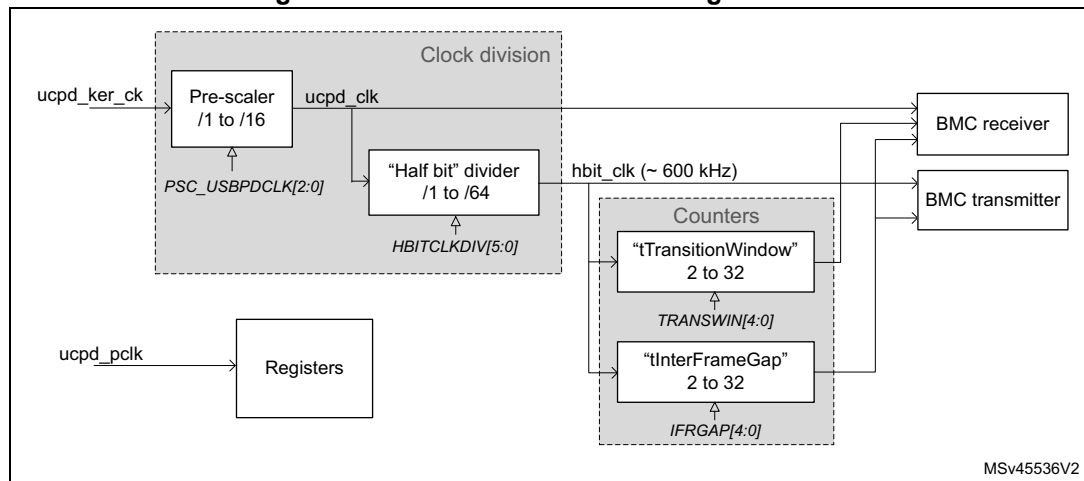 Clock division
ucpd_ker_ck
Pre-scaler
/1 to /16
ucpd_clk
BMC receiver
PSC_USBPDCLK[2:0]
“Half bit” divider
/1 to /64
hbit_clk (~ 600 kHz)
BMC transmitter
HBITCLKDIV[5:0]
Counters
“tTransitionWindow”
2 to 32
TRANSWIN[4:0]
ucpd_pclk
Registers
“tInterFrameGap”
2 to 32
IFRGAP[4:0]
MSv45536V2